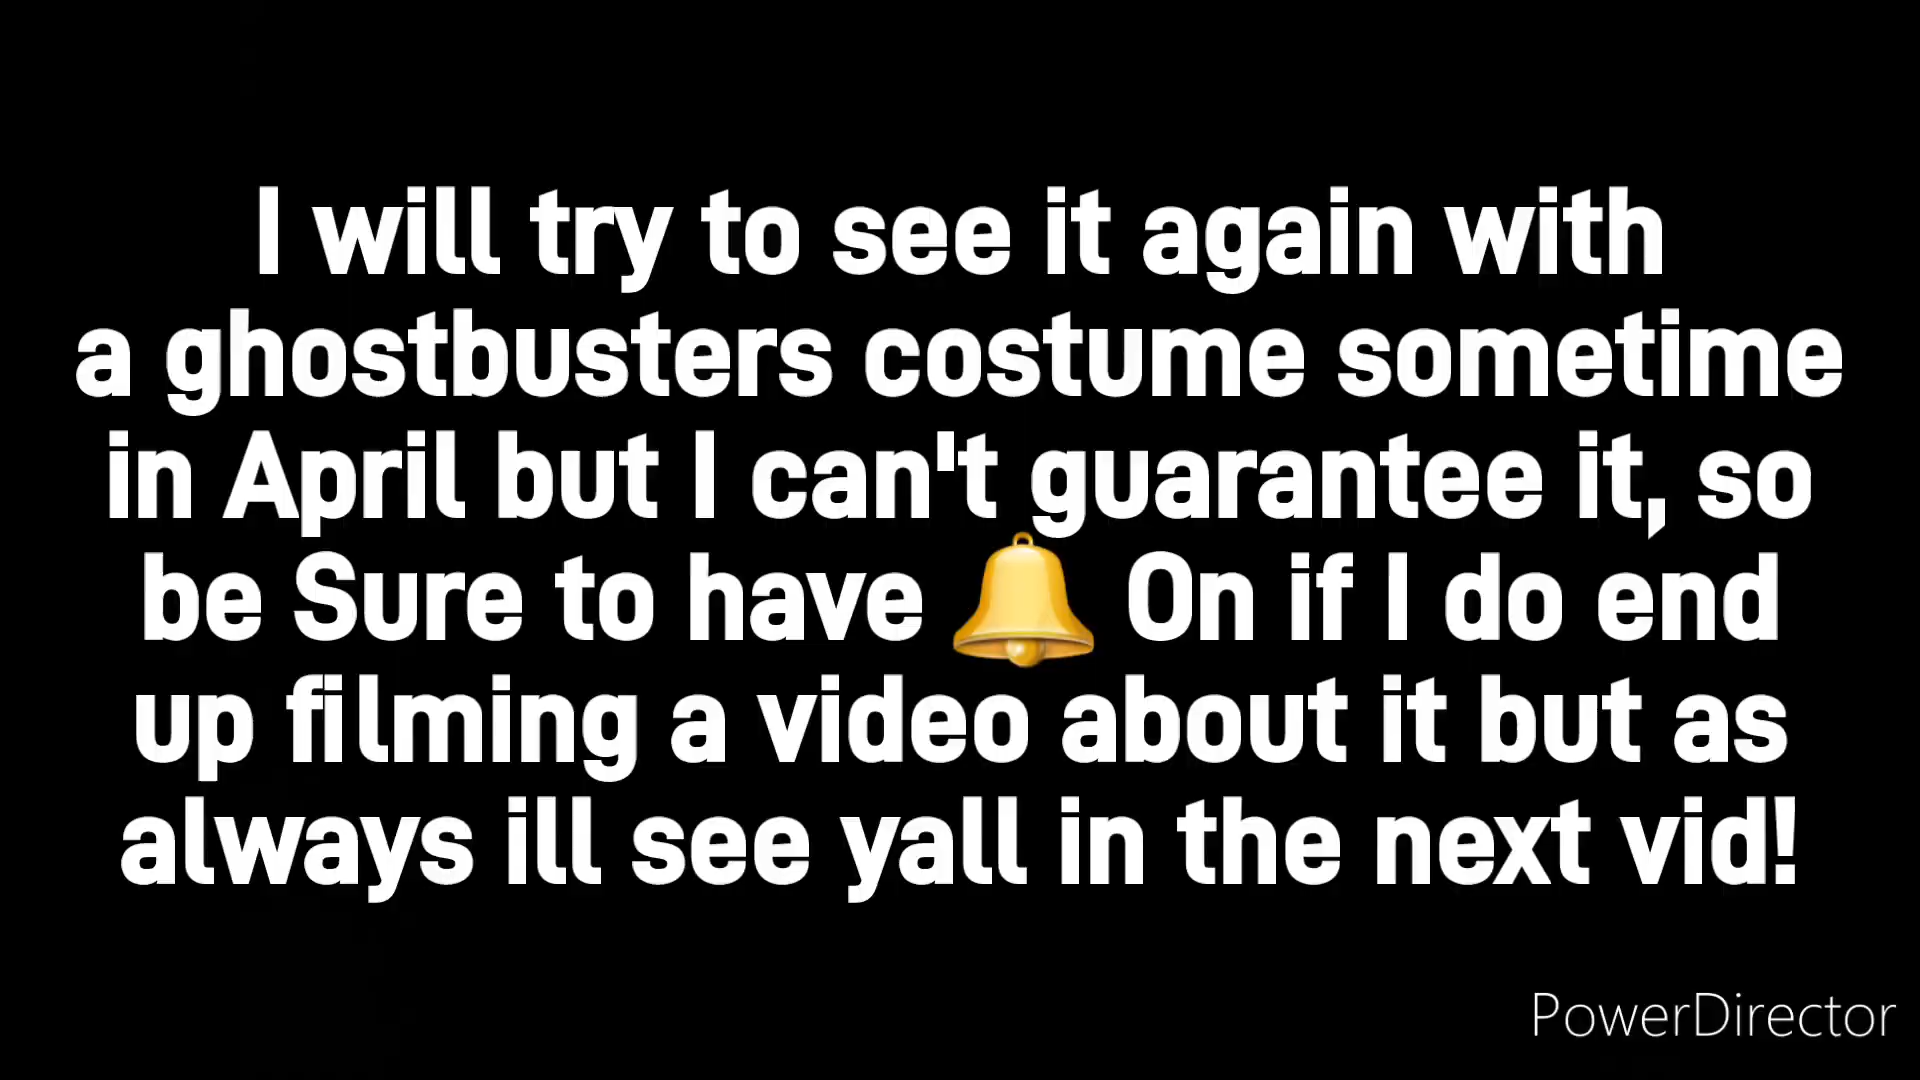 I will try to see it again with
a ghostbusters costume sometime
in April but I can't guarantee it, so
be Sure to have 🔔 On if I do end
up filming a video about it but as
always ill see yall in the next vid!
PowerDirector